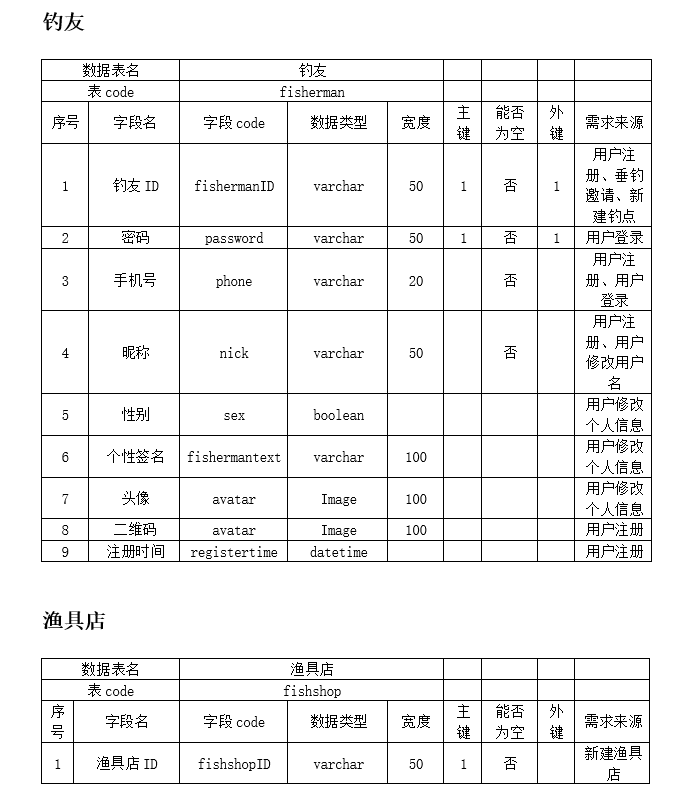 钓友
数据表名 钓友
表 code fisherman
序号 字段名 字段 code 数据类型 宽度 主键 能否为空 外键 需求来源
1 钓友 ID fishermanID varchar 50 1 否 1 用户注册、垂钓邀请、新建钓点
2 密码 password varchar 50 1 否 1 用户登录
3 手机号 phone varchar 20 否 用户注册、用户登录
4 昵称 nick varchar 50 否 用户注册、用户修改用户名
5 性别 sex boolean 用户修改个人信息
6 个性签名 fishermantext varchar 100 用户修改个人信息
7 头像 avatar Image 100 用户修改个人信息
8 二维码 avatar Image 100 用户注册
9 注册时间 registertime datetime 用户注册
渔具店
数据表名 渔具店
表 code fishshop
序号 字段名 字段 code 数据类型 宽度 主键 能否为空 外键 需求来源
1 渔具店 ID fishshopID varchar 50 1 否 新建渔具店